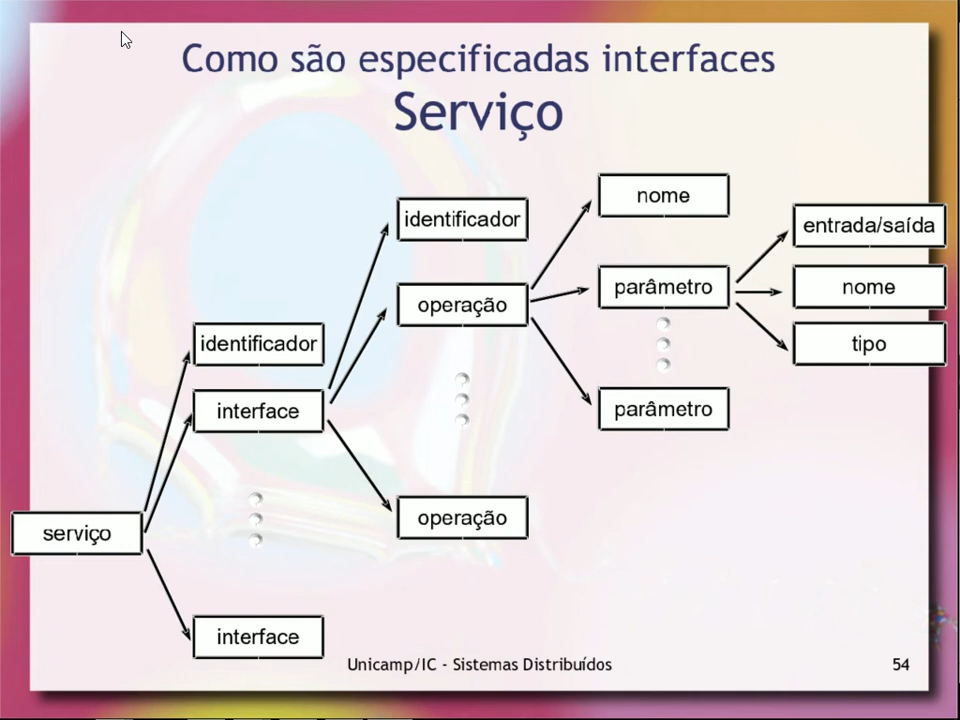 Como são especificadas interfaces
Serviço
nome
identificador
entrada/saída
operação
parâmetro
nome
identificador
tipo
interface
parâmetro
operação
serviço
interface
Unicamp/IC - Sistemas Distribuídos
54